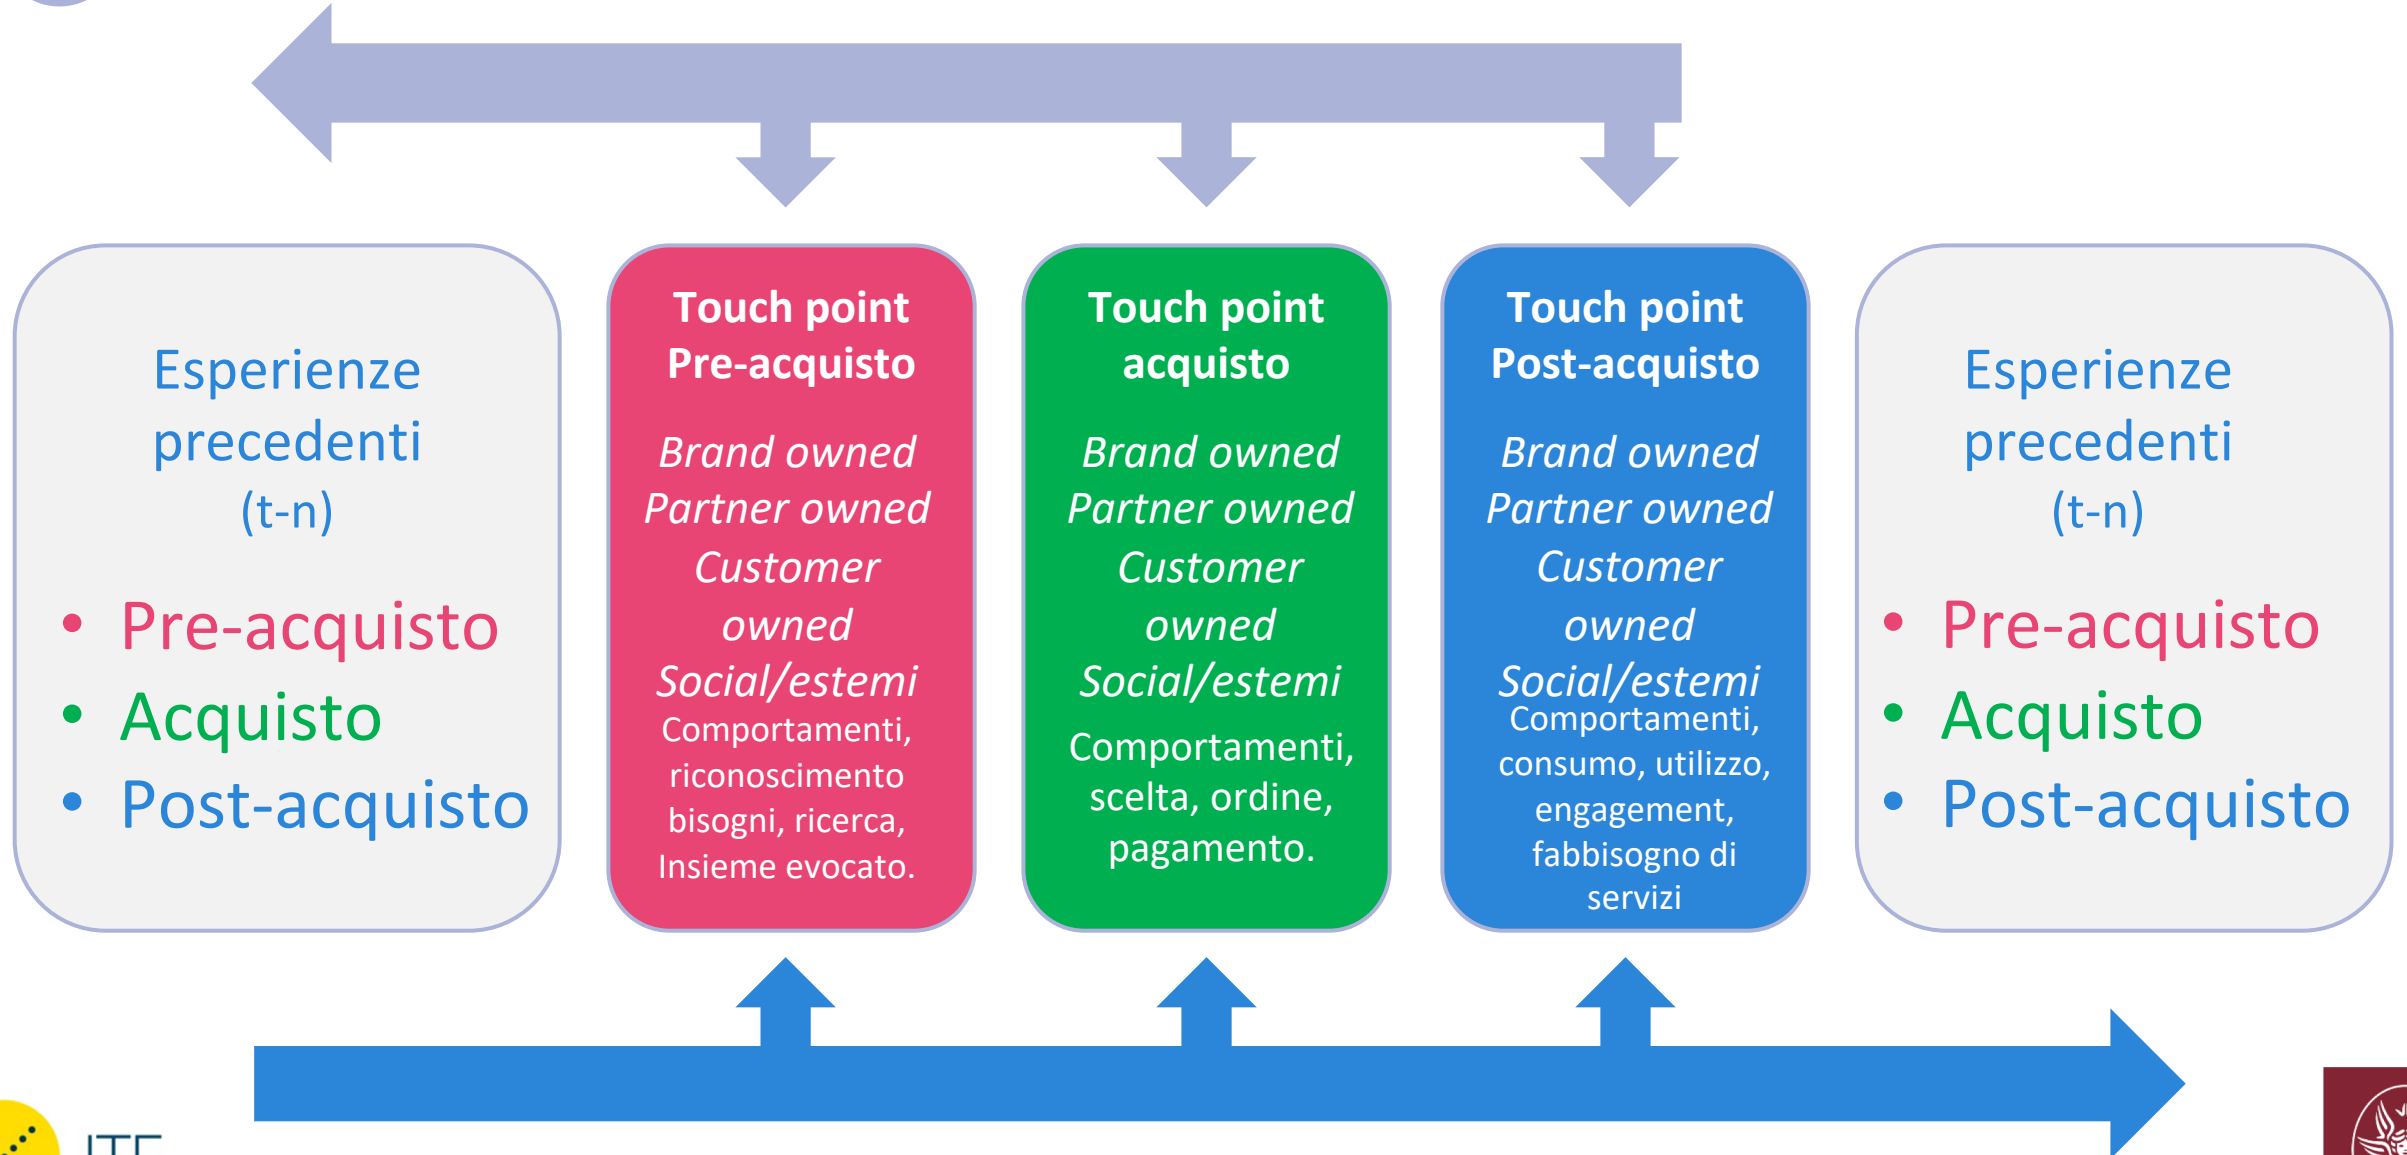 Esperienze
precedenti
(t-n)
• Pre-acquisto
• Acquisto
• Post-acquisto
Touch point
Pre-acquisto
Brand owned
Partner owned
Customer
owned
Social/estemi
Comportamenti,
riconoscimento
bisogni, ricerca,
Insieme evocato.
Touch point
acquisto
Brand owned
Partner owned
Customer
owned
Social/estemi
Comportamenti,
scelta, ordine,
pagamento.
Touch point
Post-acquisto
Brand owned
Partner owned
Customer
owned
Social/estemi
Comportamenti,
consumo, utilizzo,
engagement,
fabbisogno di
servizi
Esperienze
precedenti
(t-n)
• Pre-acquisto
• Acquisto
• Post-acquisto